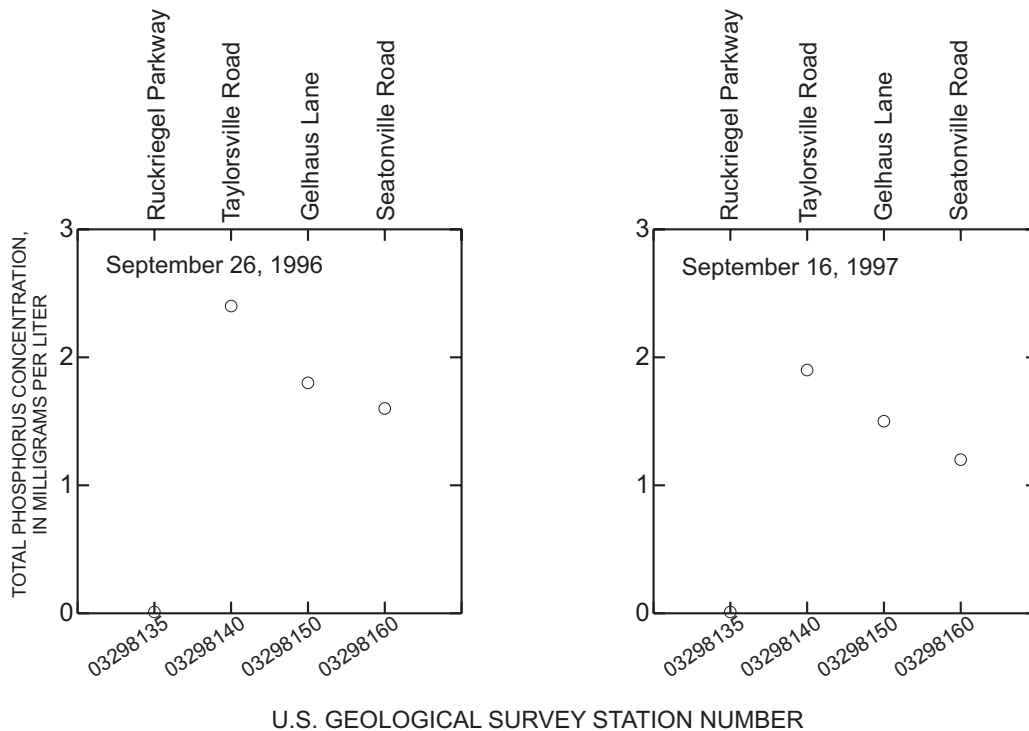 Ruckriegel Parkway
Taylorsville Road
Gelhaus Lane
Seatonville Road
TOTAL PHOSPHORUS CONCENTRATION,
IN MILLIGRAMS PER LITER
3
2
1
0
September 26, 1996
03298135
03298140
03298150
03298160
Ruckriegel Parkway
Taylorsville Road
Gelhaus Lane
Seatonville Road
3
2
1
0
September 16, 1997
03298135
03298140
03298150
03298160
U.S. GEOLOGICAL SURVEY STATION NUMBER